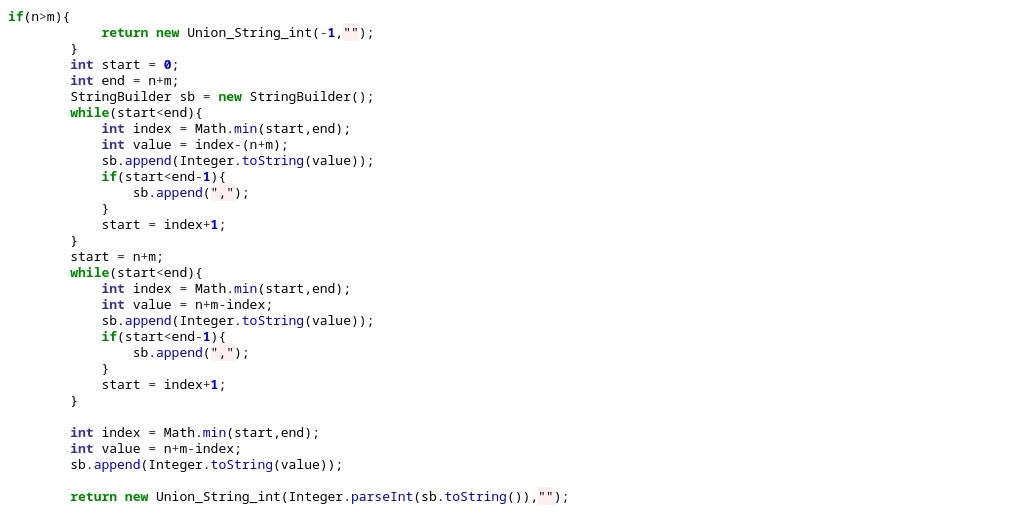 if(n>m){
            return new Union_String_int(-1,"");
        }
        int start = 0;
        int end = n+m;
        StringBuilder sb = new StringBuilder();
        while(start<end){
            int index = Math.min(start,end);
            int value = index-(n+m);
            sb.append(Integer.toString(value));
            if(start<end-1){
                sb.append(",");
            }
            start = index+1;
        }
        start = n+m;
        while(start<end){
            int index = Math.min(start,end);
            int value = n+m-index;
            sb.append(Integer.toString(value));
            if(start<end-1){
                sb.append(",");
            }
            start = index+1;
        }

        int index = Math.min(start,end);
        int value = n+m-index;
        sb.append(Integer.toString(value));

        return new Union_String_int(Integer.parseInt(sb.toString()),"");